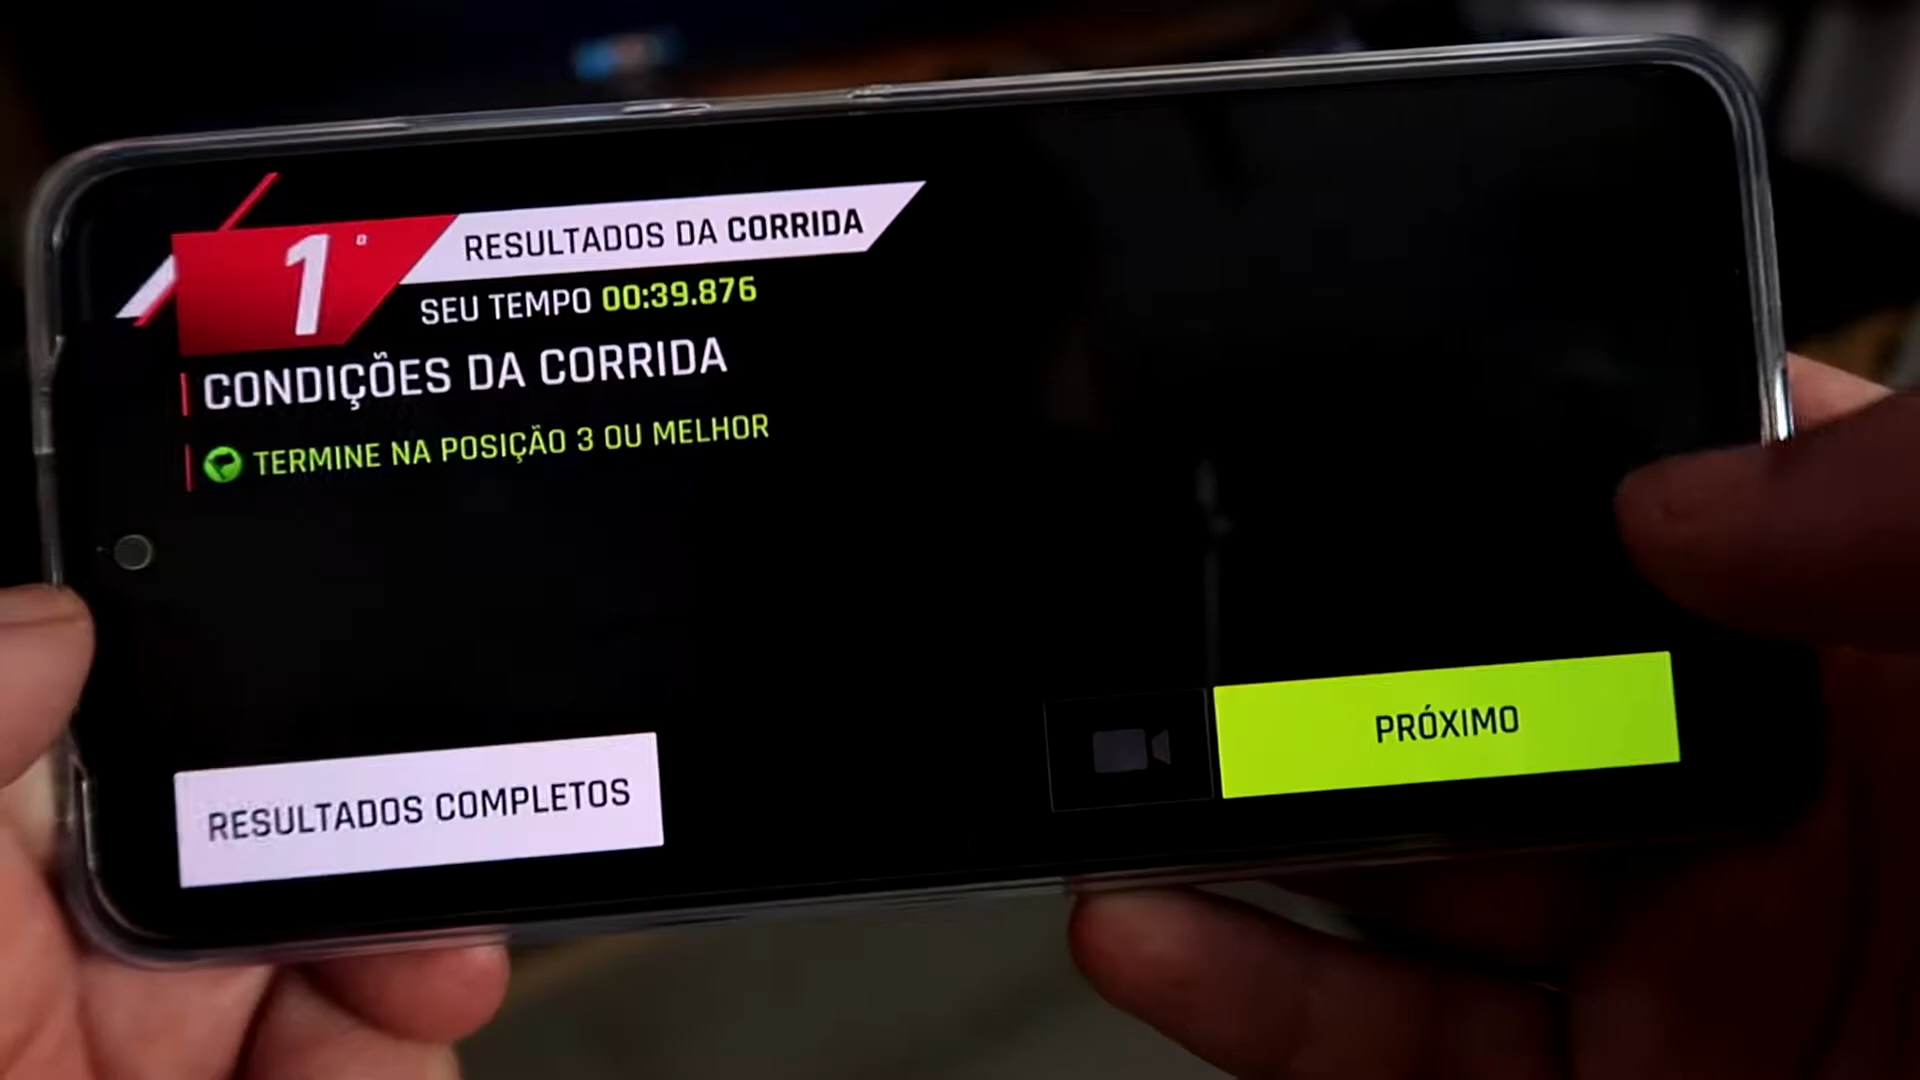 1º
RESULTADOS DA CORRIDA
SEU TEMPO 00:39.876
CONDIÇÕES DA CORRIDA
TERMINE NA POSIÇÃO 3 OU MELHOR
PRÓXIMO
RESULTADOS COMPLETOS